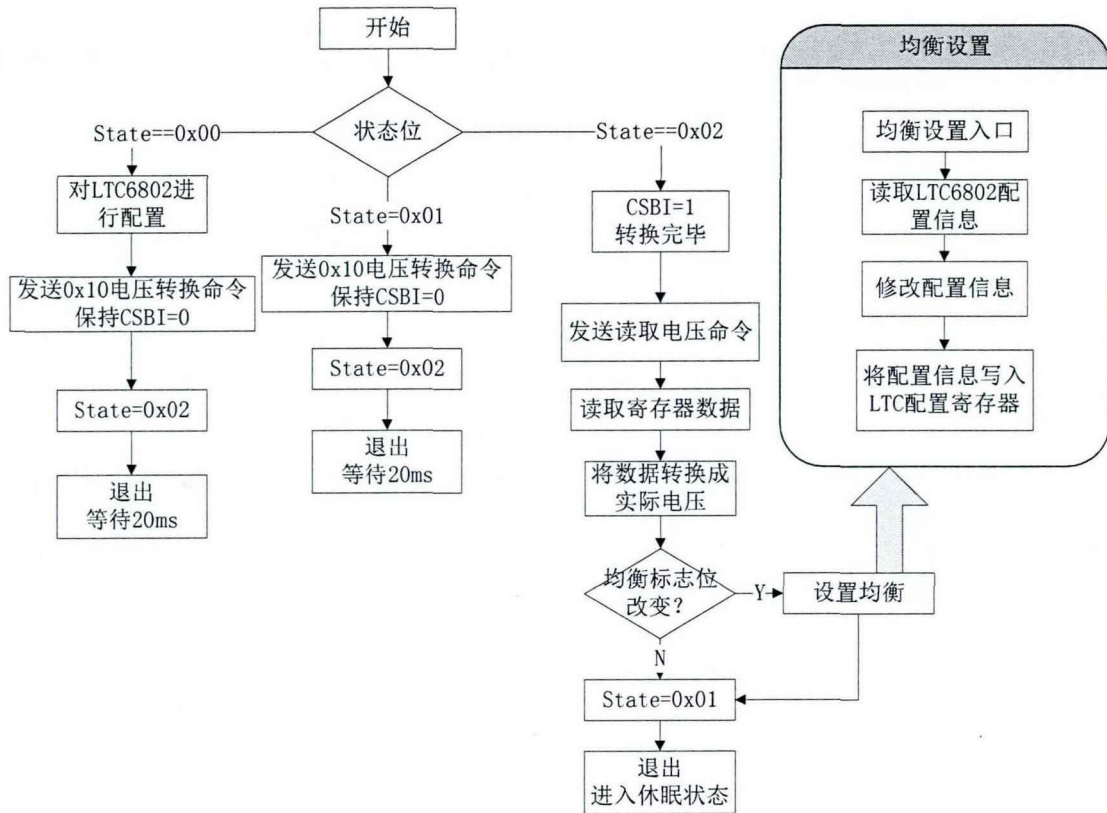 开始
状态位
State==0x00
对LTC6802进
行配置
发送0x10电压转换命令
保持CSBI=0
State=0x02
退出
等待20ms
State=0x01
发送0x10电压转换命令
保持CSBI=0
State=0x02
退出
等待20ms
State==0x02
CSBI=1
转换完毕
发送读取电压命令
读取寄存器数据
将数据转换成
实际电压
均衡标志位
改变?
Y
设置均衡
N
State=0x01
退出
进入休眠状态
均衡设置
均衡设置入口
读取LTC6802配
置信息
修改配置信息
将配置信息写入
LTC配置寄存器